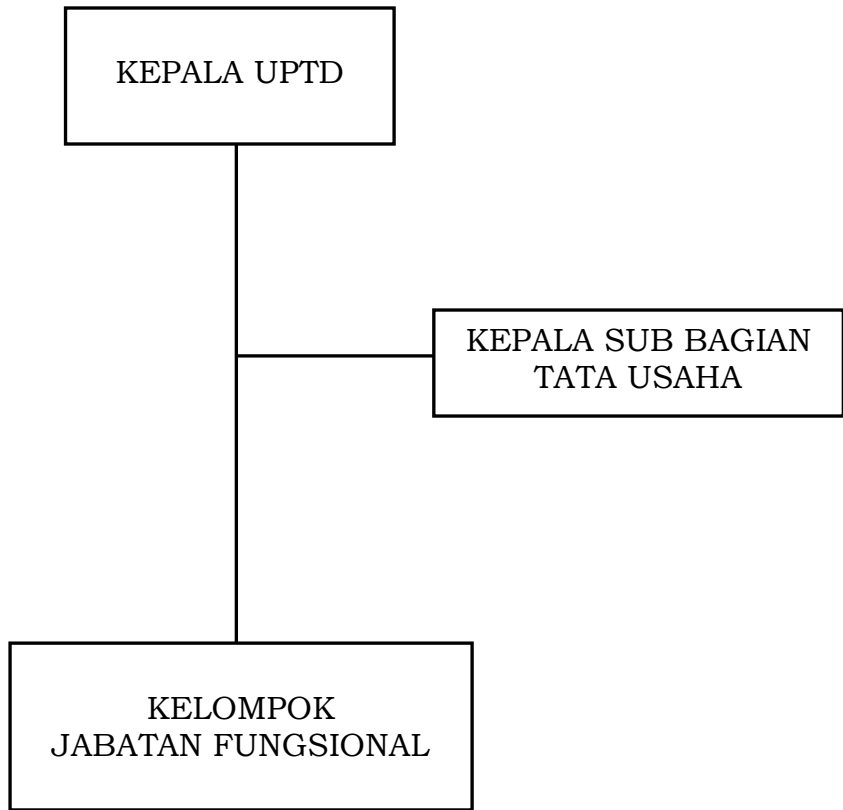 KEPALA UPTD
KEPALA SUB BAGIAN
TATA USAHA
KELOMPOK
JABATAN FUNGSIONAL